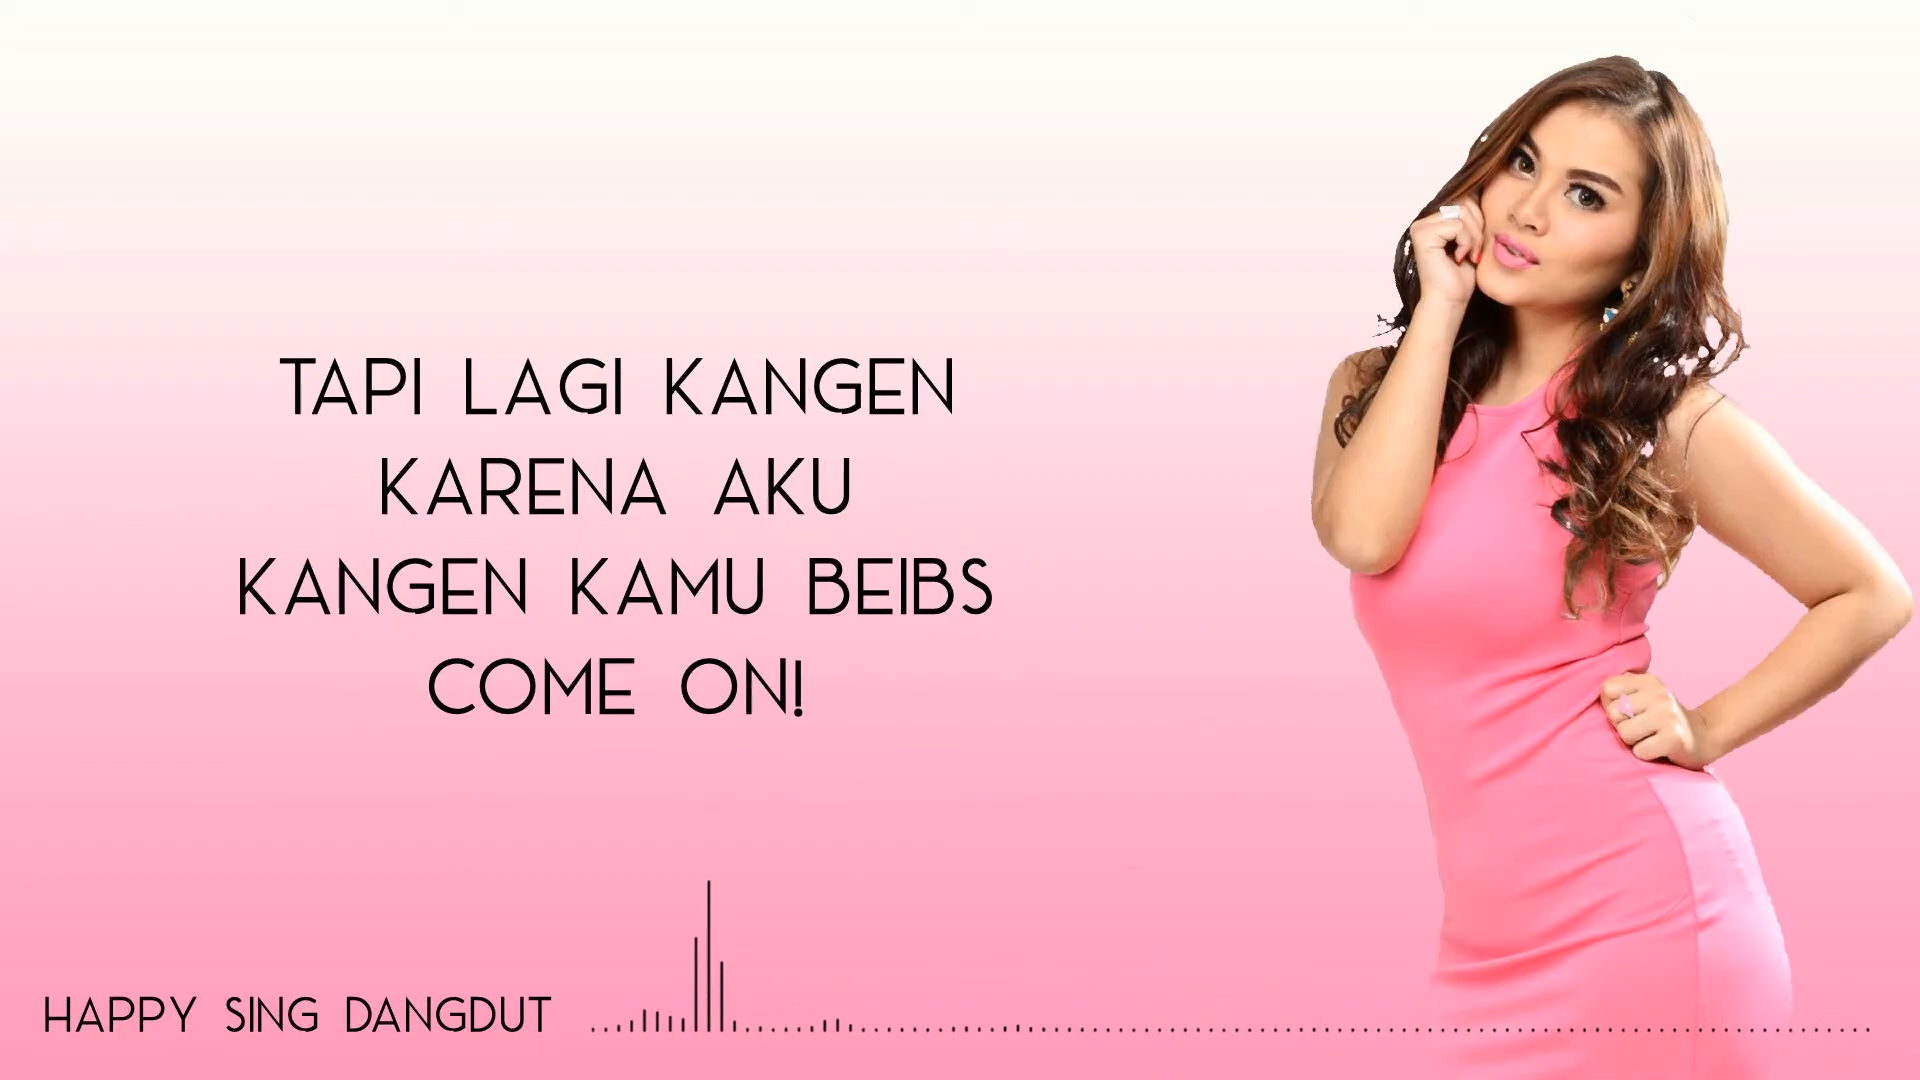 TAPI LAGI KANGEN
KARENA AKU
KANGEN KAMU BEIBS
COME ON!
HAPPY SING DANGDUT